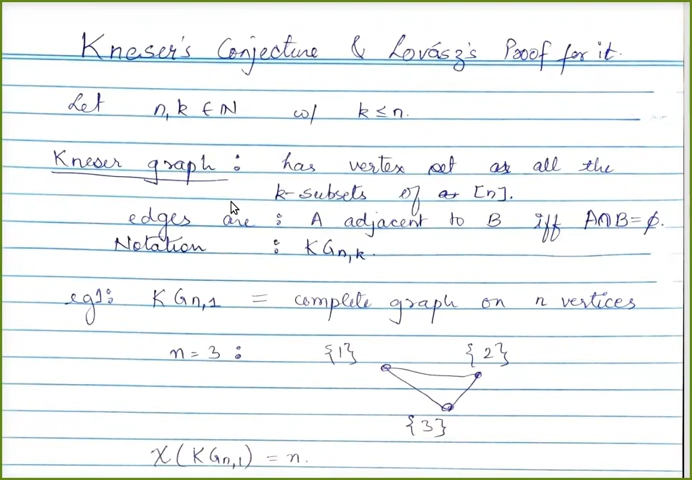 Kneser's Conjecture & Lovász's Proof for it.
Let n, k ∈ ℕ w/ k ≤ n.
Kneser graph : has vertex set as all the
k-subsets of [n].
edges are : A adjacent to B iff A∩B=φ.
Notation : KGn,k.
eg1: KGn,1 = complete graph on n vertices
n = 3 : {1} {2}
{3}
χ(KGn,1) = n.